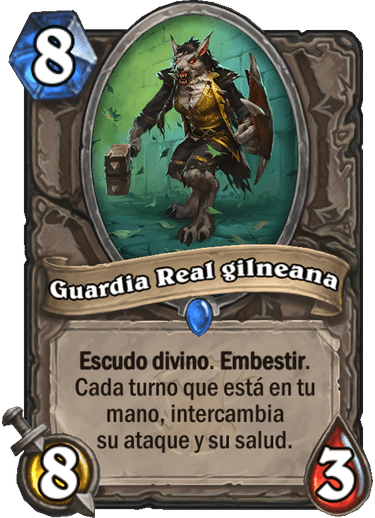 8
Guardia Real gilneana
Escudo divino. Embestir.
Cada turno que está en tu
mano, intercambia
su ataque y su salud.
8
3